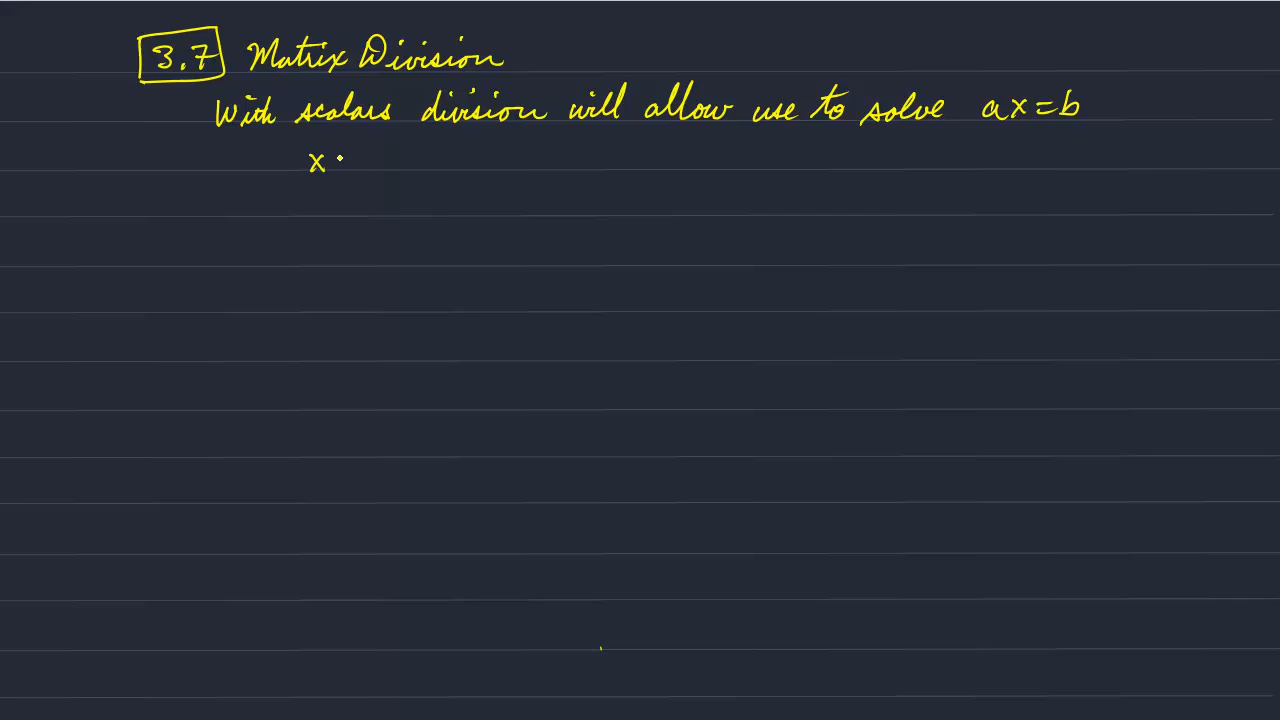 3.7 Matrix Division
With scalars division will allow use to solve ax=b
x